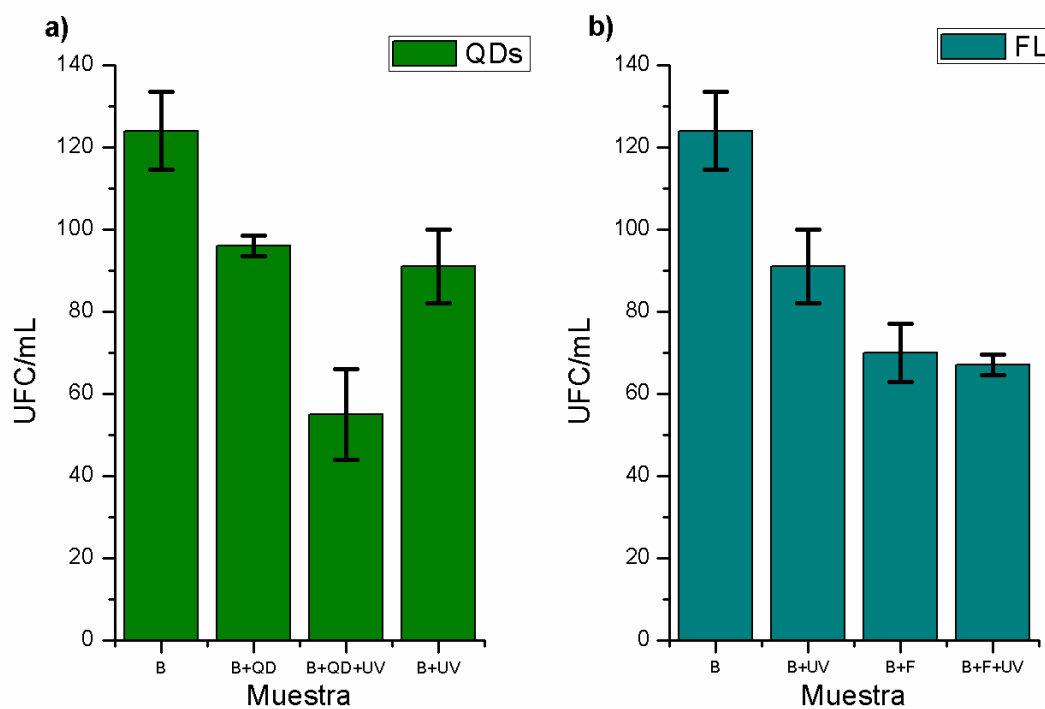 a)
QDs
140
120
100
80
60
40
20
0
UFC/mL
B
B+QD
B+QD+UV
B+UV
Muestra
b)
FL
140
120
100
80
60
40
20
0
UFC/mL
B
B+UV
B+F
B+F+UV
Muestra